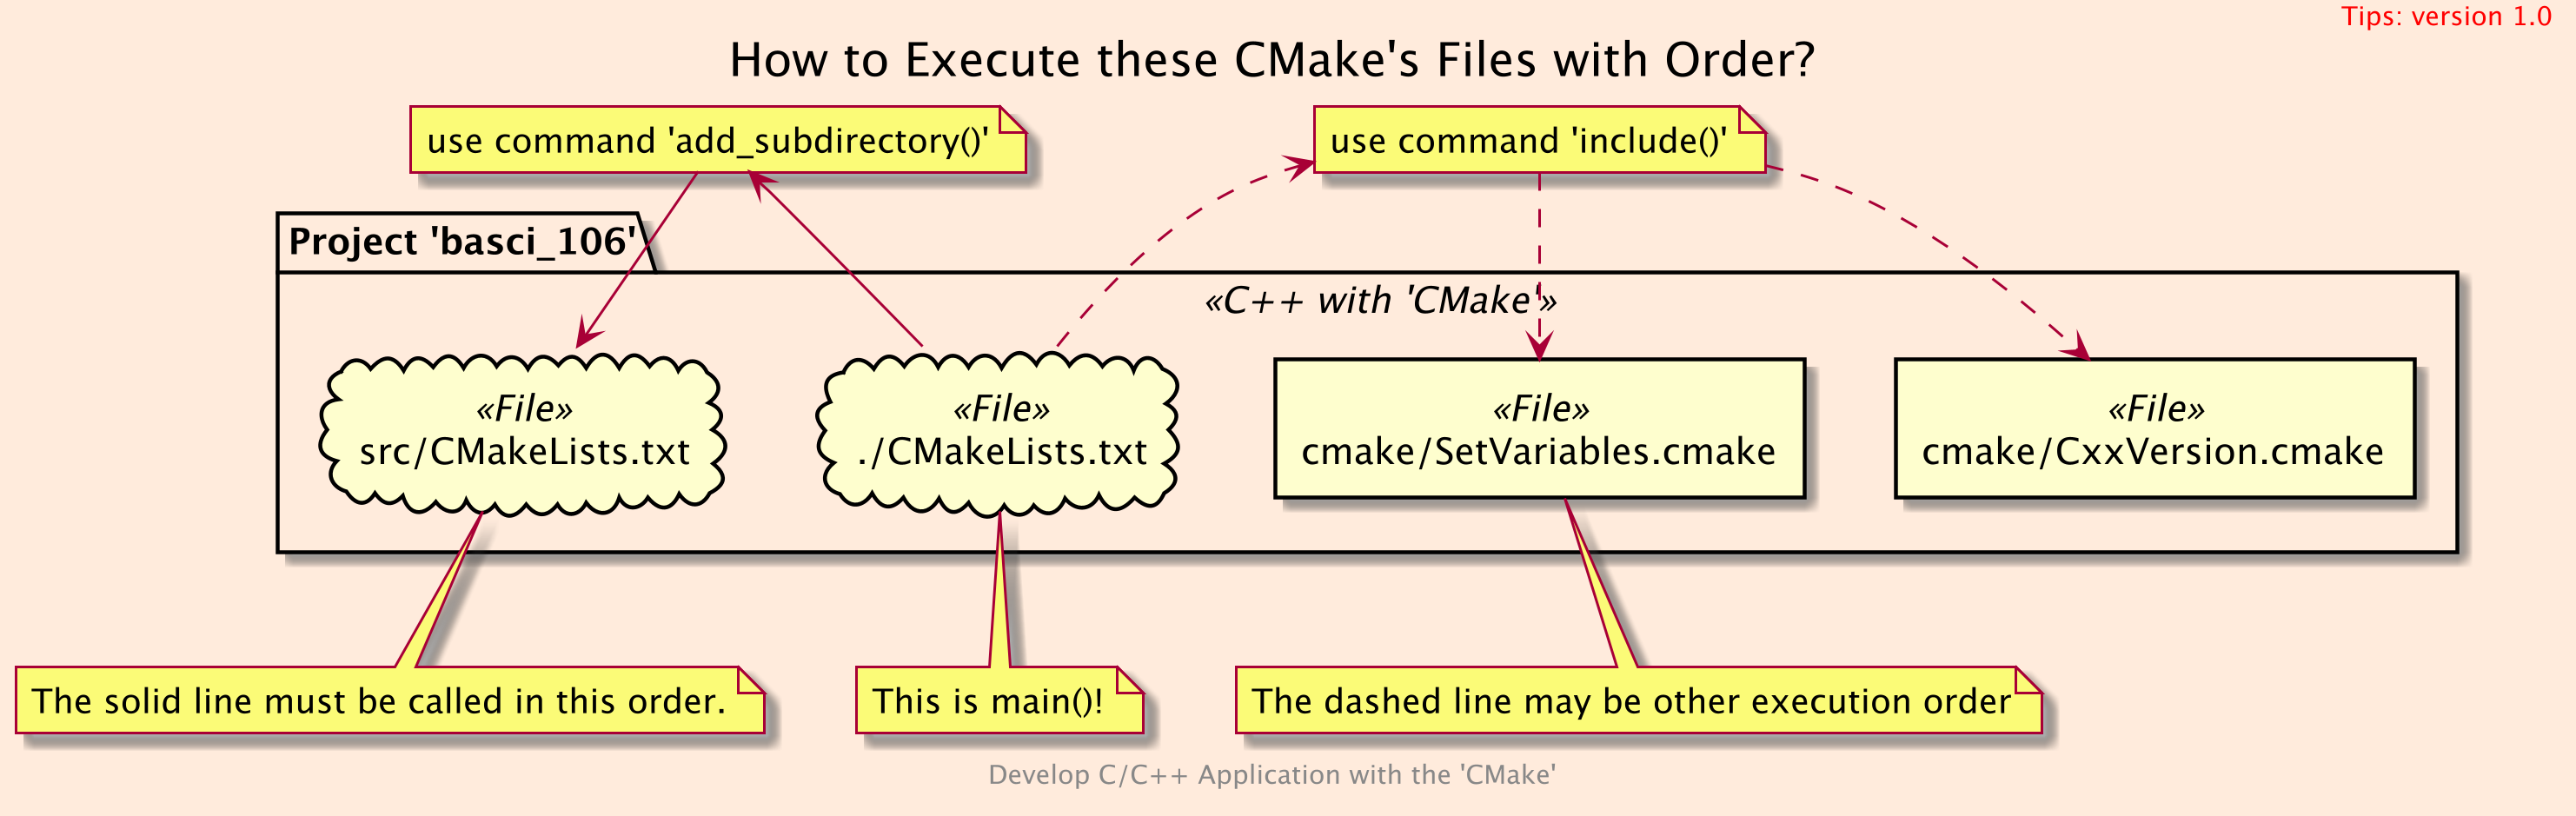 Tips: version 1.0
How to Execute these CMake's Files with Order?
use command 'add_subdirectory()'
use command 'include()'
Project 'basci_106'
«C++ with 'CMake'»
«File»
src/CMakeLists.txt
«File»
./CMakeLists.txt
«File»
cmake/SetVariables.cmake
«File»
cmake/CxxVersion.cmake
The solid line must be called in this order.
This is main()!
The dashed line may be other execution order
Develop C/C++ Application with the 'CMake'